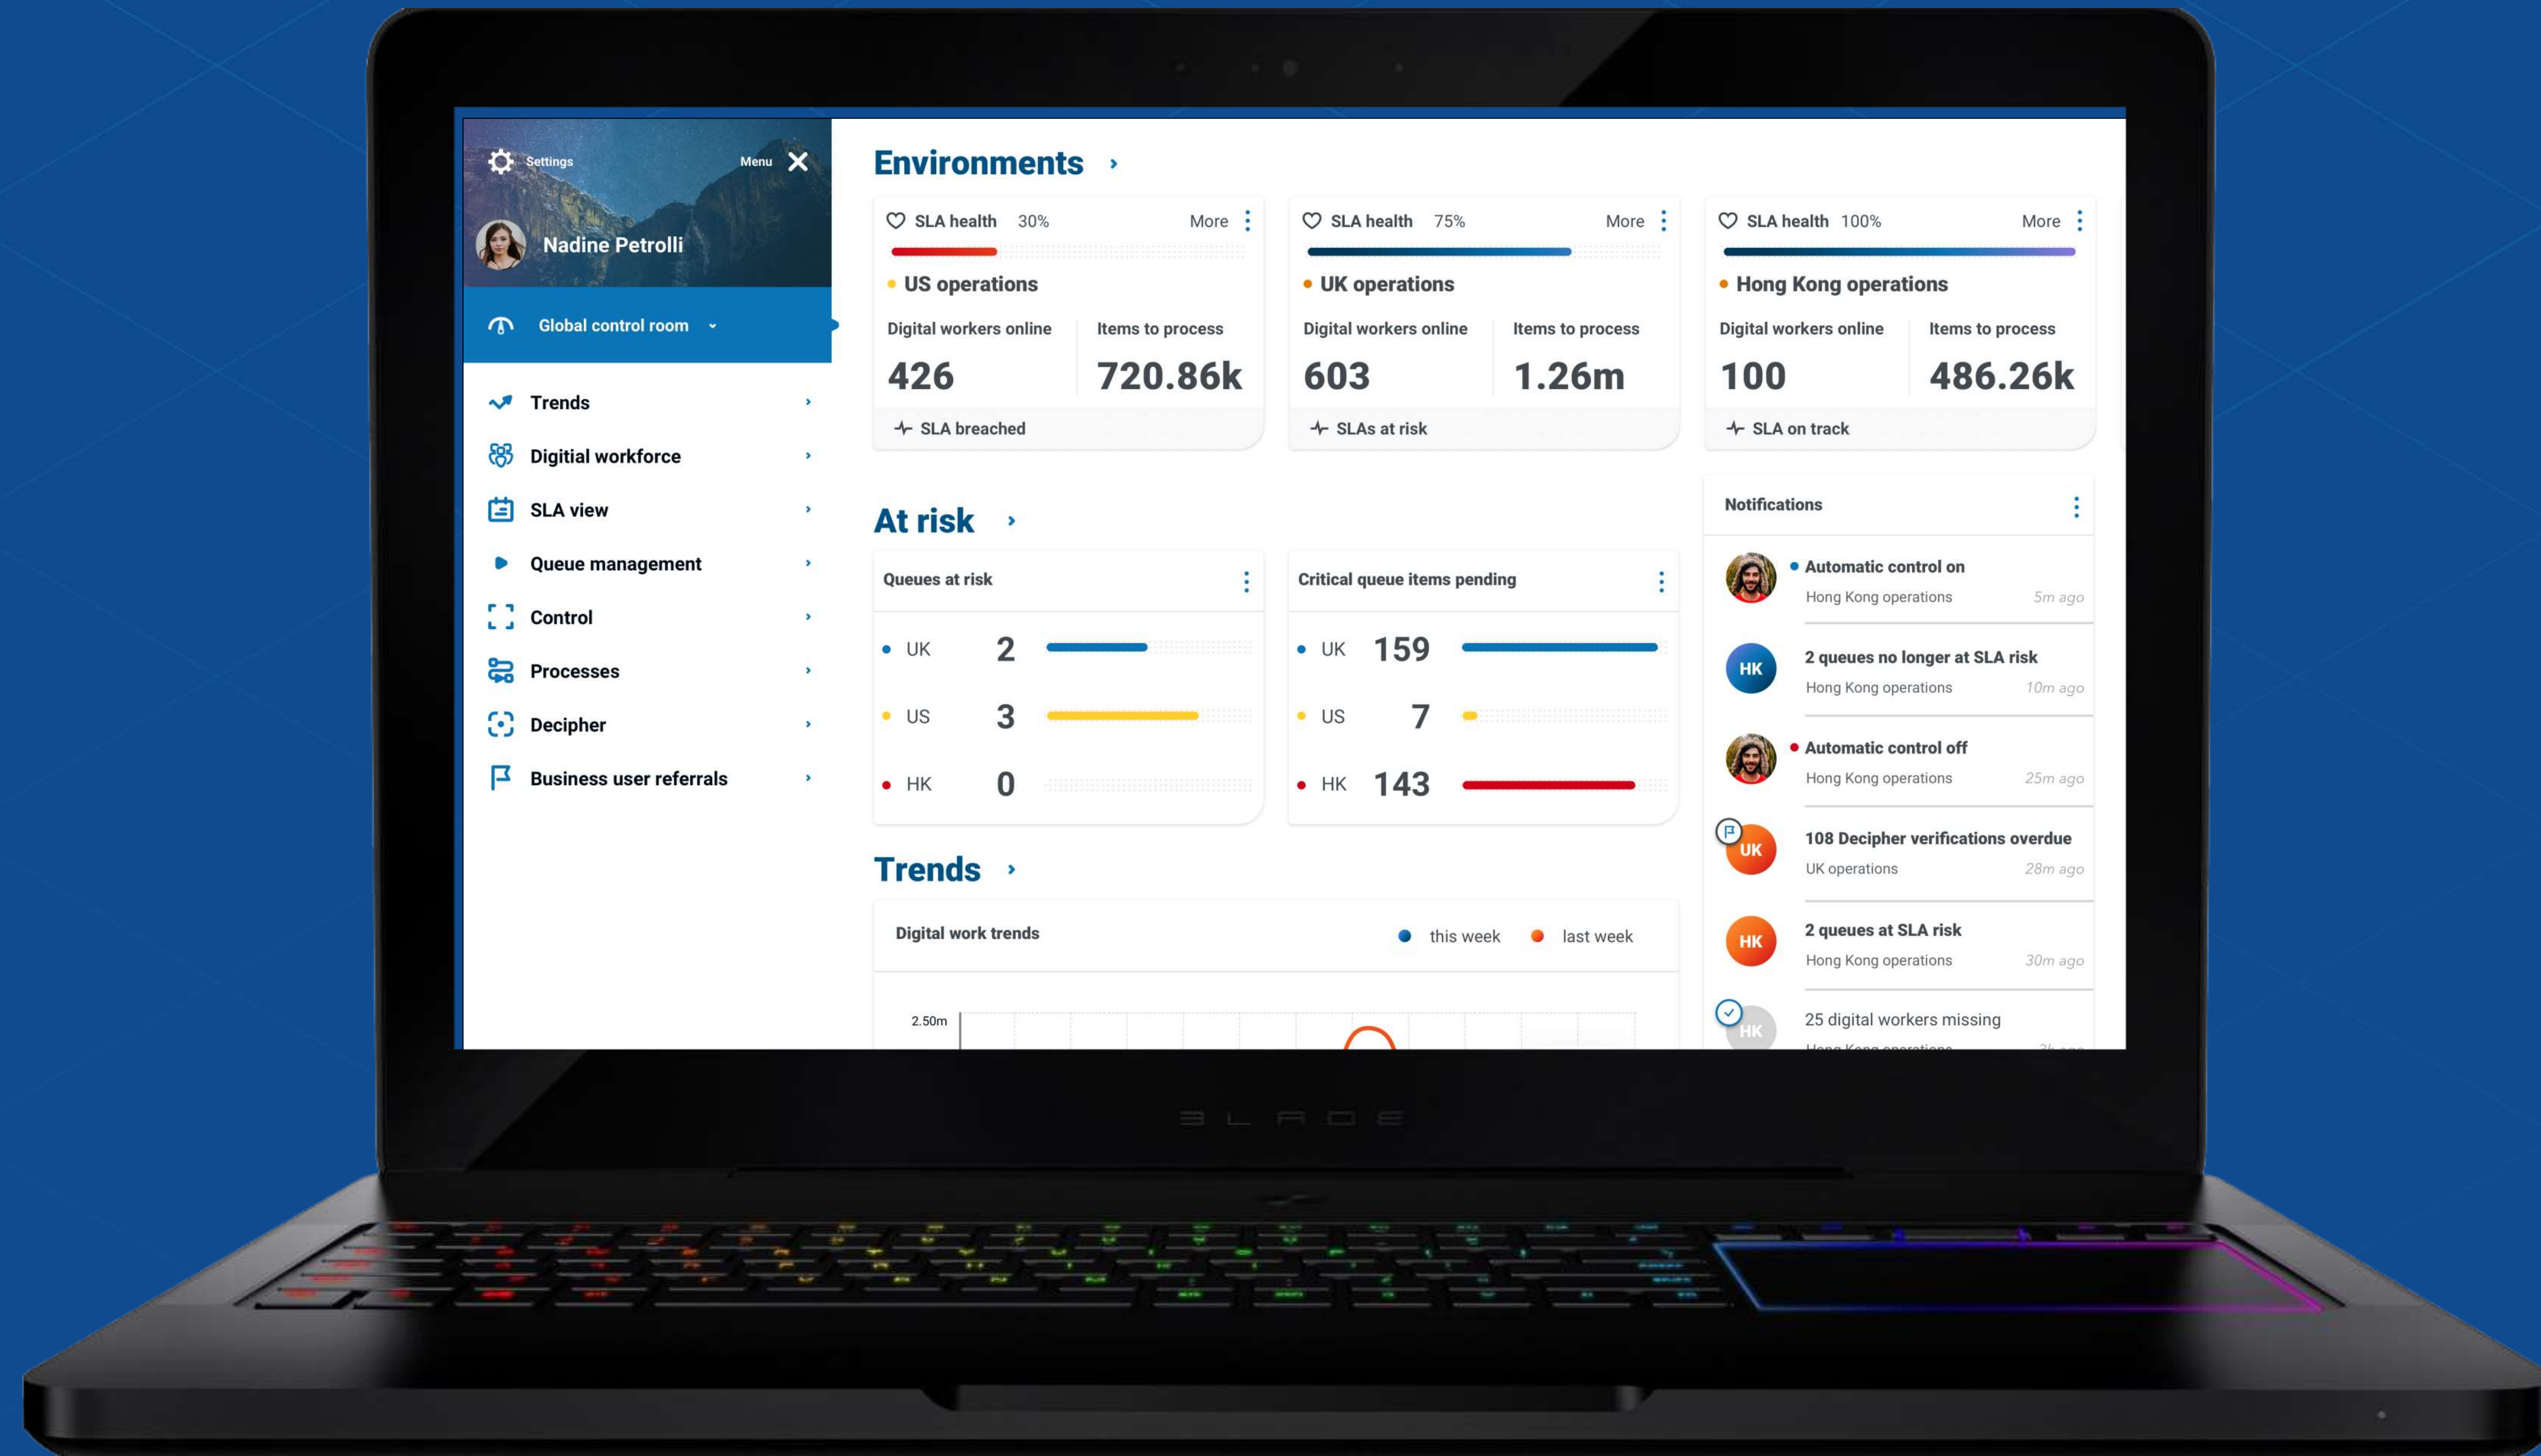 Settings
Menu
Nadine Petrolli
Global control room
Trends
Digitial workforce
SLA view
Queue management
Control
Processes
Decipher
Business user referrals
Environments
SLA health 30% More
US operations
Digital workers online Items to process
426 720.86k
SLA breached
SLA health 75% More
UK operations
Digital workers online Items to process
603 1.26m
SLAs at risk
SLA health 100% More
Hong Kong operations
Digital workers online Items to process
100 486.26k
SLA on track
At risk
Queues at risk
UK 2
US 3
HK 0
Critical queue items pending
UK 159
US 7
HK 143
Trends
Digital work trends
this week last week
2.50m
Notifications
Automatic control on
Hong Kong operations 5m ago
HK
2 queues no longer at SLA risk
Hong Kong operations 10m ago
Automatic control off
Hong Kong operations 25m ago
UK
108 Decipher verifications overdue
UK operations 28m ago
HK
2 queues at SLA risk
Hong Kong operations 30m ago
HK
25 digital workers missing
Hong Kong operations
BLADE